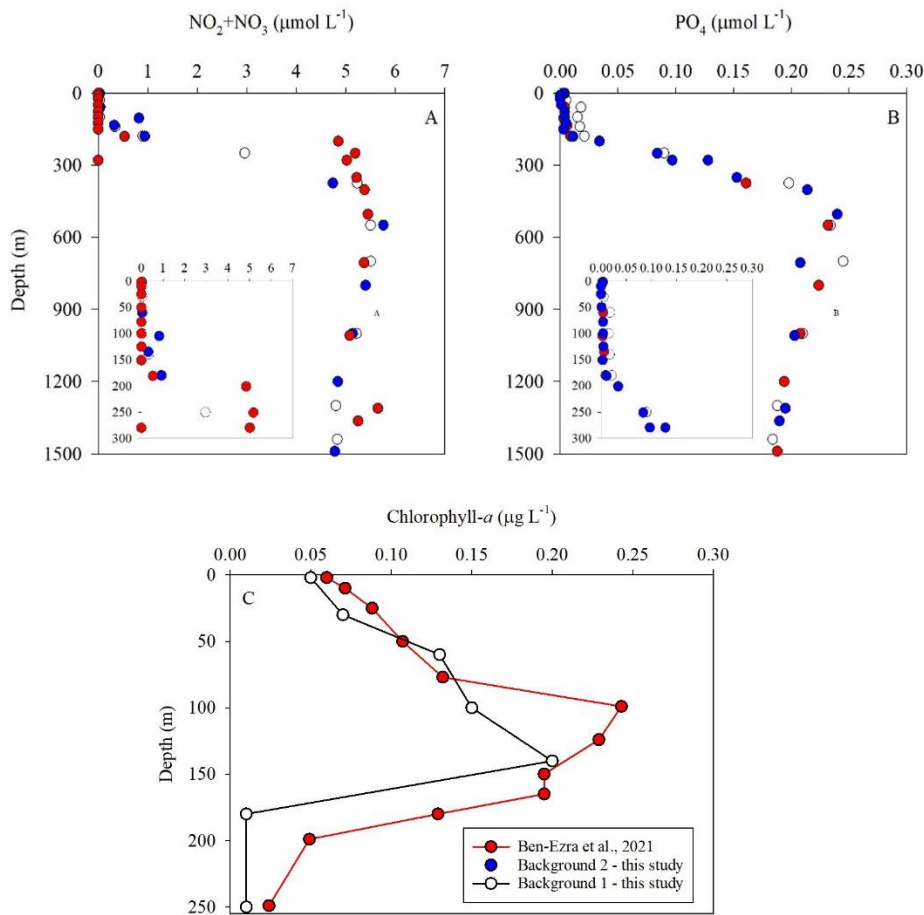 NO2+NO3 (μmol L-1)
0 1 2 3 4 5 6 7
A
Depth (m)
0
300
600
900
1200
1500
0 1 2 3 4 5 6 7
0
50
100
150
200
250
300
A
PO4 (μmol L-1)
0.00 0.05 0.10 0.15 0.20 0.25 0.30
B
0
300
600
900
1200
1500
0.00 0.05 0.10 0.15 0.20 0.25 0.30
0
50
100
150
200
250
300
B
Chlorophyll-a (μg L-1)
0.00 0.05 0.10 0.15 0.20 0.25 0.30
C
Depth (m)
0
50
100
150
200
250
Ben-Ezra et al., 2021
Background 2 - this study
Background 1 - this study